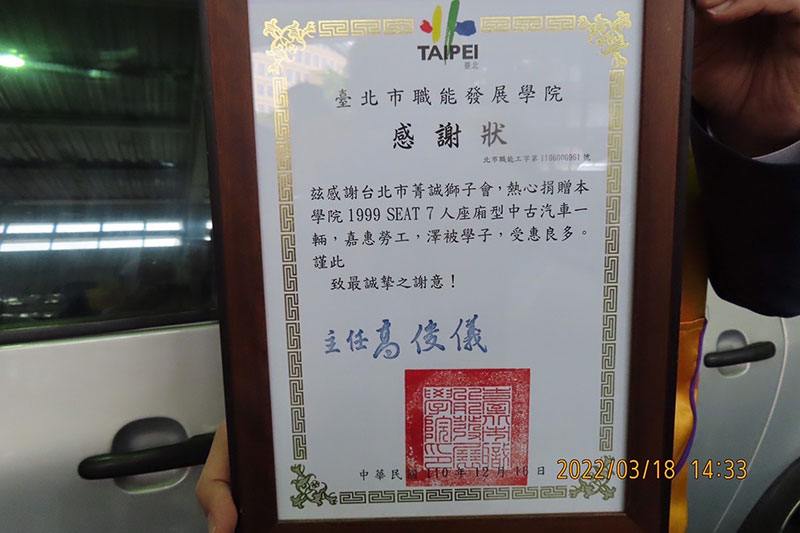 TAIPEI
臺北
臺北市職能發展學院
感謝狀
北市職能工字第1106006961號
茲感謝台北市菁誠獅子會，熱心捐贈本
學院1999 SEAT 7人座廂型中古汽車一
輛，嘉惠勞工，澤被學子，受惠良多。
謹此
致最誠摯之謝意！
主任高俊儀
中華民國110年12月16日
2022/03/18 14:33